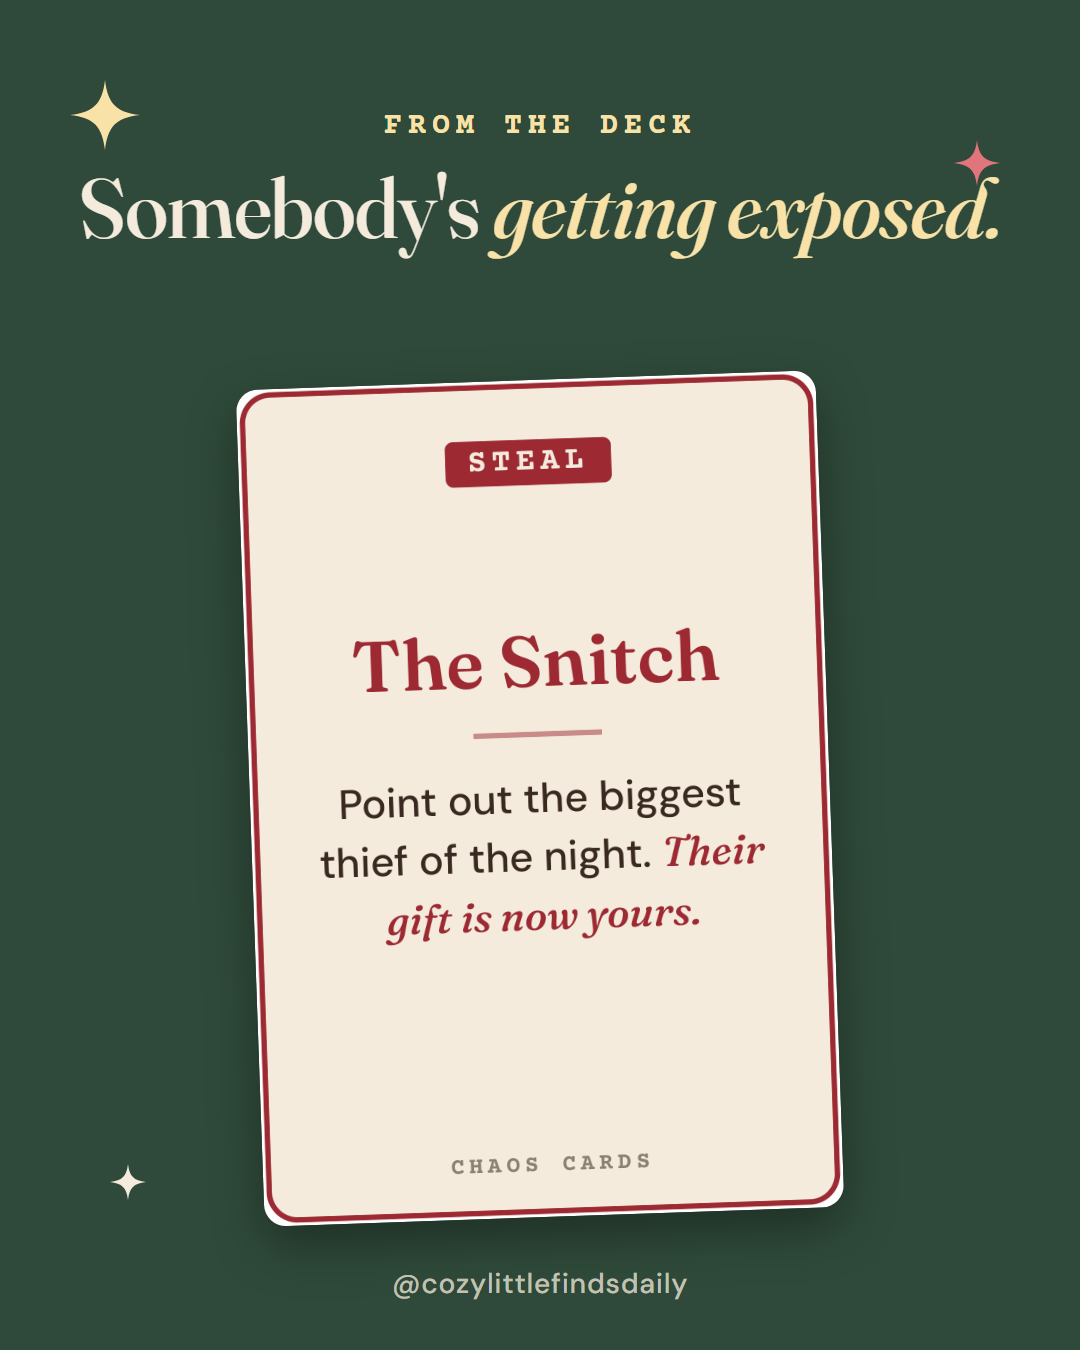 FROM THE DECK
Somebody's getting exposed.
STEAL
The Snitch
Point out the biggest
thief of the night. Their
gift is now yours.
CHAOS CARDS
@cozylittlefindsdaily